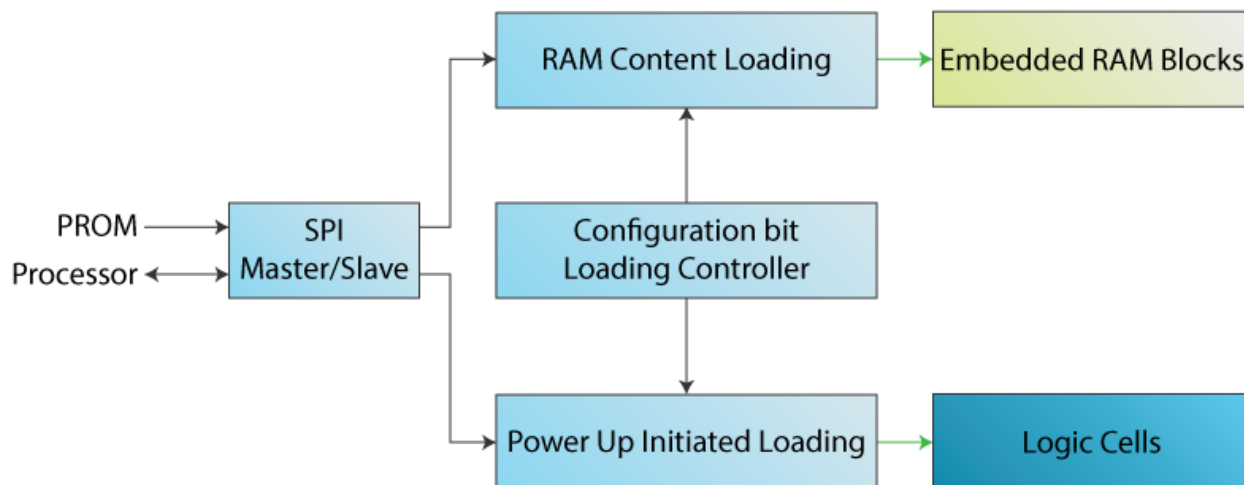 RAM Content Loading
Embedded RAM Blocks
PROM
Processor
SPI
Master/Slave
Configuration bit
Loading Controller
Power Up Initiated Loading
Logic Cells